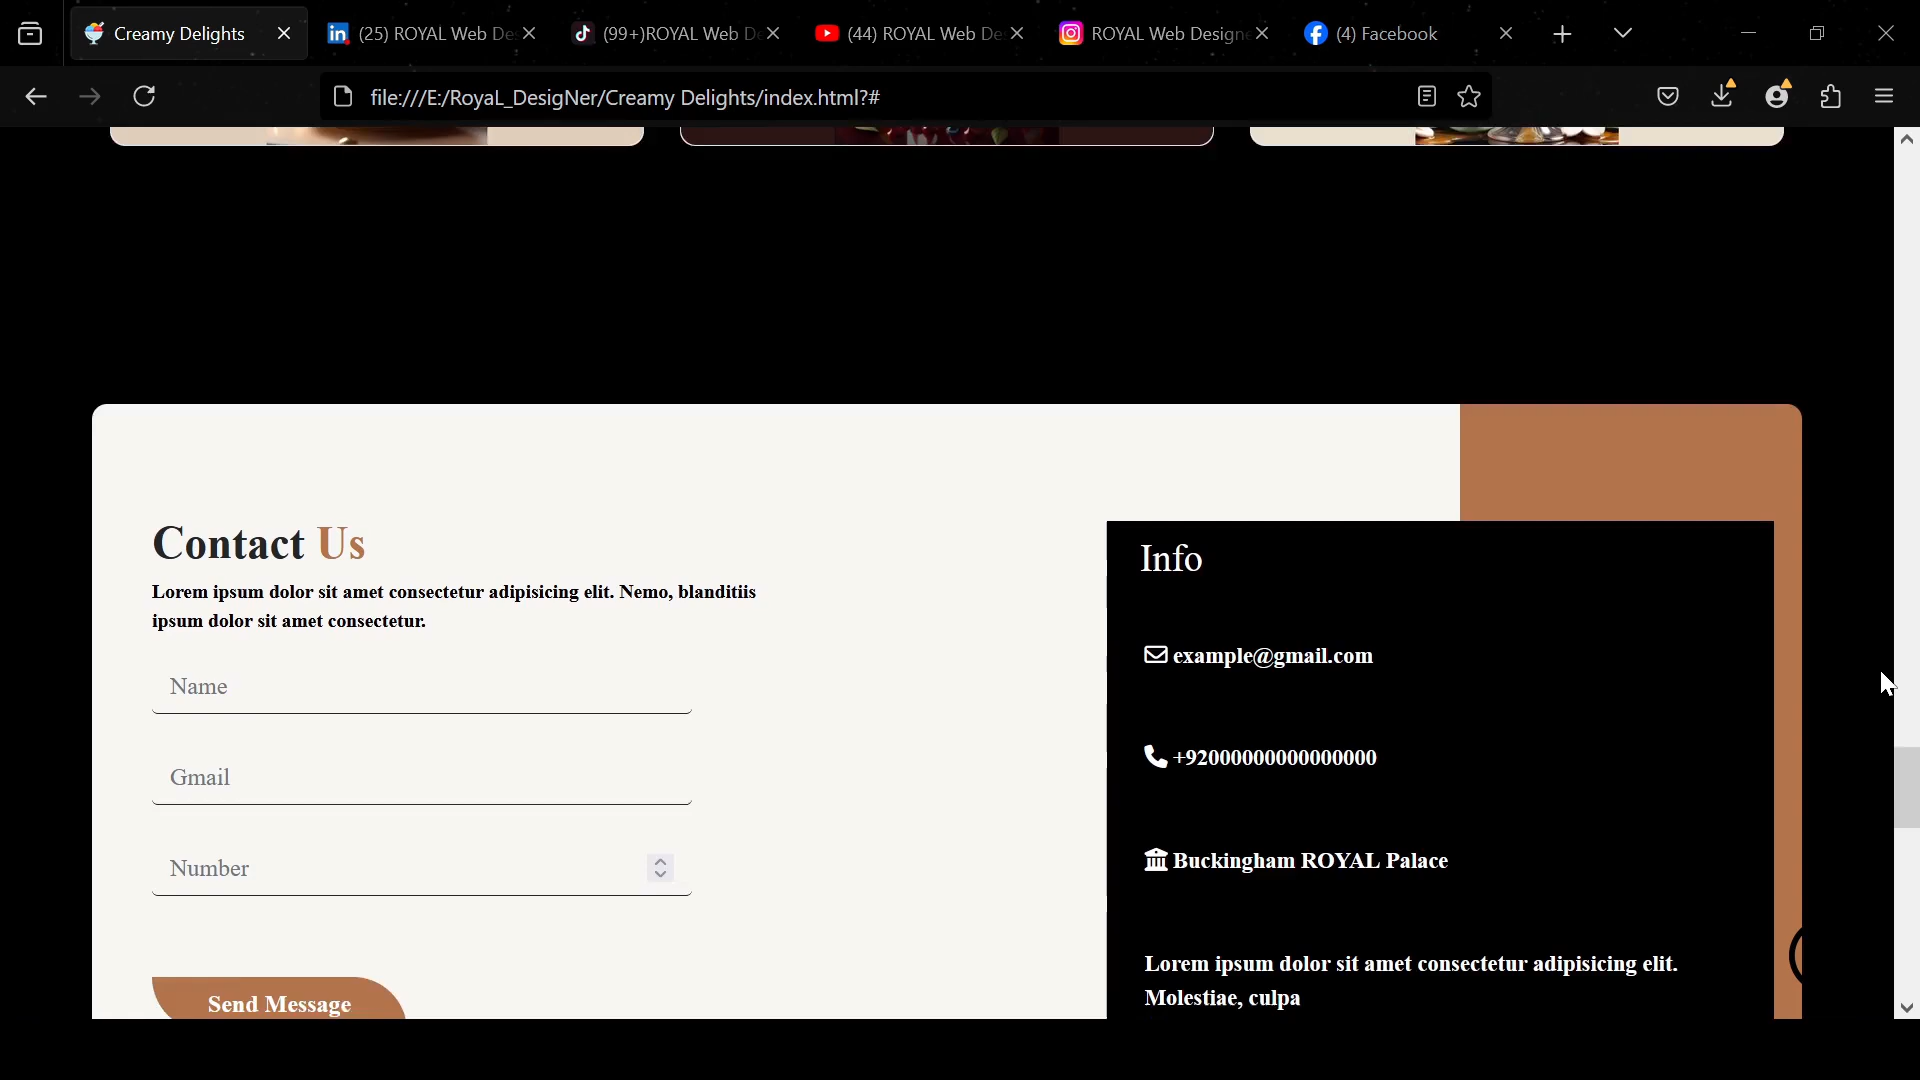 Creamy Delights
(25) ROYAL Web De
(99+)ROYAL Web D
(44) ROYAL Web De
ROYAL Web Designe
(4) Facebook
file:///E:/RoyaL_DesigNer/Creamy Delights/index.html?#
Contact Us
Lorem ipsum dolor sit amet consectetur adipisicing elit. Nemo, blanditiis
ipsum dolor sit amet consectetur.
Name
Gmail
Number
Send Message
Info
example@gmail.com
+92000000000000000
Buckingham ROYAL Palace
Lorem ipsum dolor sit amet consectetur adipisicing elit.
Molestiae, culpa